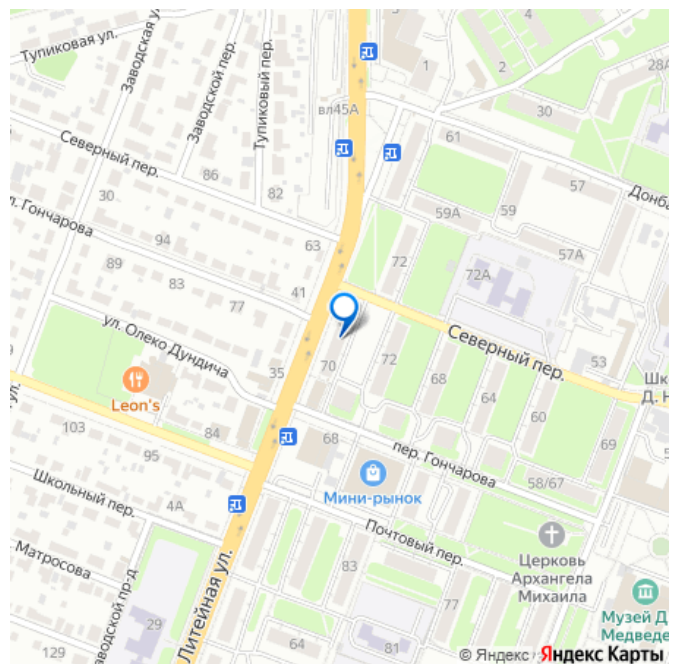 Тупиковая ул.
Заводская ул.
Заводской пер.
Тупиковый пер.
1
2
28А
вл45А
30
Северный пер.
61
86
82
57
Донба
30
59А
59
л. Гончарова
94
63
57А
89
83
72
72А
77
41
ул. Олеко Дундича
Северный пер.
70
72
53
35
68
Шк
Д. Н
Leon's
64
60
ул.
103
84
68
69
95
пер. Гончарова
58/67
Школьный пер.
4А
Мини-рынок
Почтовый пер.
Церковь
Архангела
Михаила
Матросова
83
Заводской пр-д
Литейная ул.
77
Музей Д
Медведе
29
129
64
81
© Яндекс Яндекс Карты